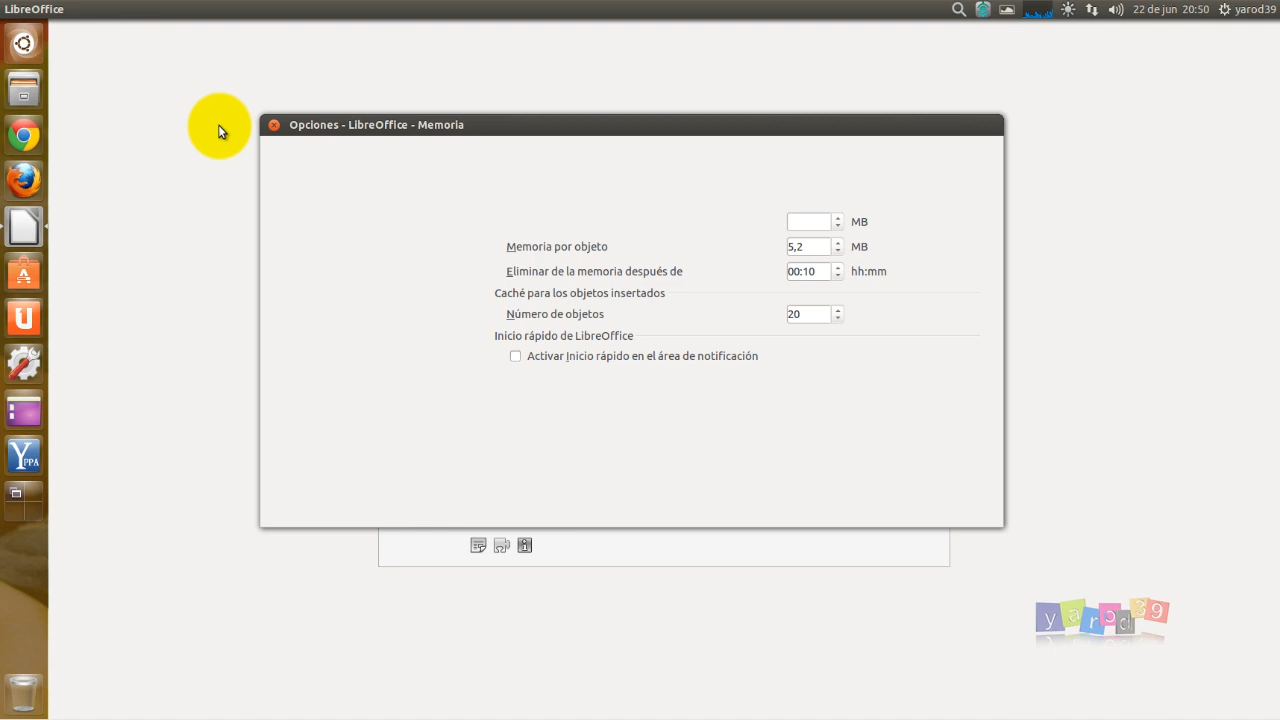 LibreOffice
22 de jun 20:50 yarod39
Opciones - LibreOffice - Memoria
MB
Memoria por objeto 5,2 MB
Eliminar de la memoria después de 00:10 hh:mm
Caché para los objetos insertados
Número de objetos 20
Inicio rápido de LibreOffice
Activar Inicio rápido en el área de notificación
YPPA
yarod39